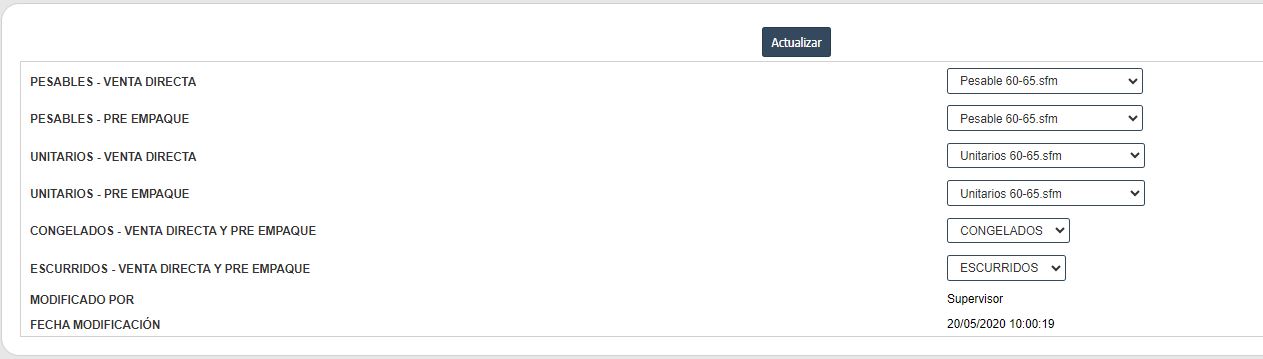 Actualizar
PESABLES - VENTA DIRECTA Pesable 60-65.sfm
PESABLES - PRE EMPAQUE Pesable 60-65.sfm
UNITARIOS - VENTA DIRECTA Unitarios 60-65.sfm
UNITARIOS - PRE EMPAQUE Unitarios 60-65.sfm
CONGELADOS - VENTA DIRECTA Y PRE EMPAQUE CONGELADOS
ESCURRIDOS - VENTA DIRECTA Y PRE EMPAQUE ESCURRIDOS
MODIFICADO POR Supervisor
FECHA MODIFICACIÓN 20/05/2020 10:00:19